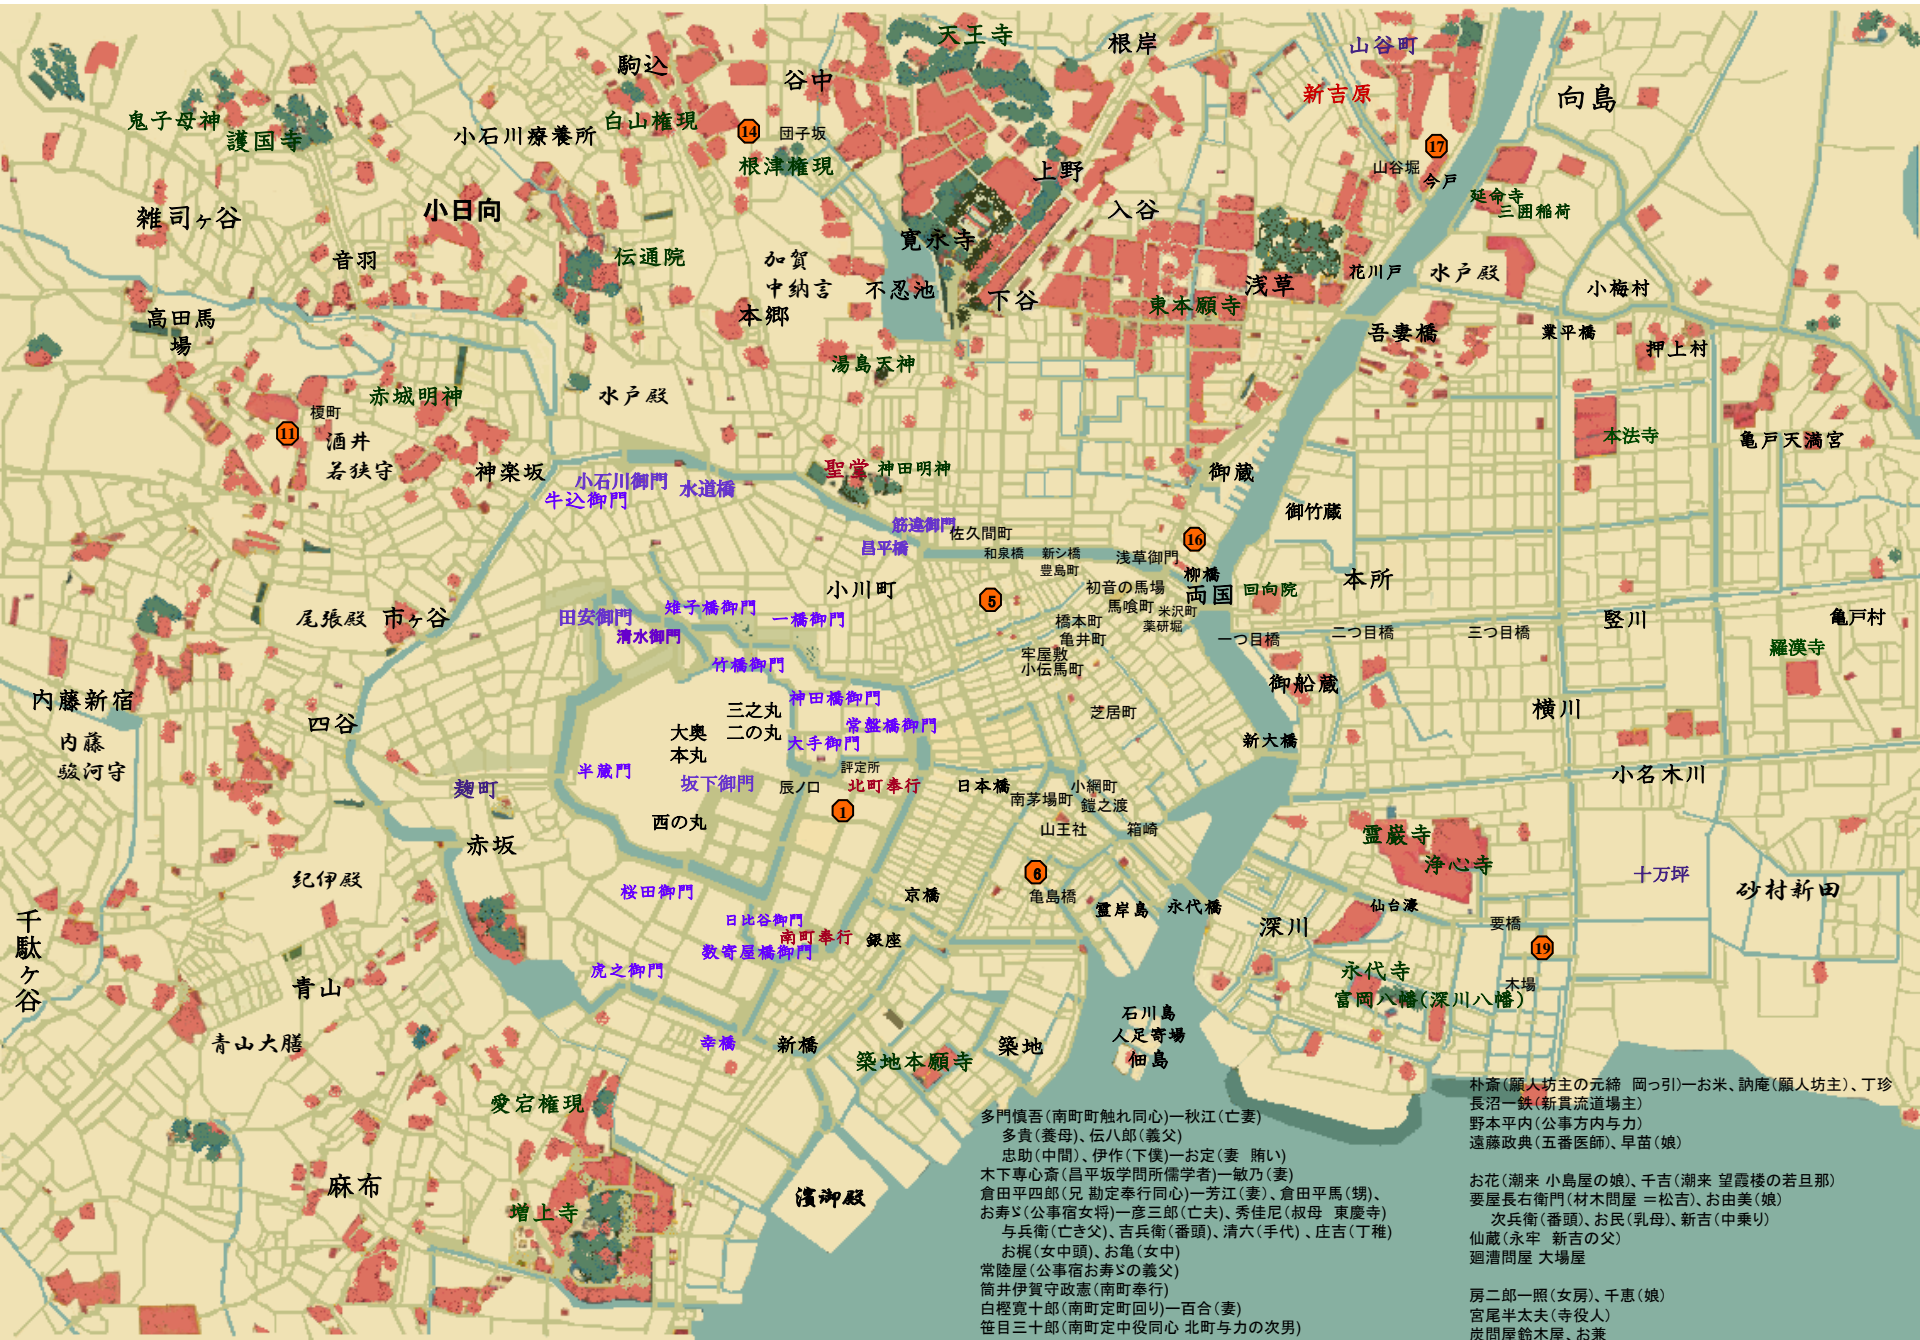 天王寺
根岸
山谷町
駒込
谷中
新吉原
向島
鬼子母神
護国寺
小石川療養所
白山権現
14
団子坂
根津権現
17
山谷堀
今戸
上野
延命寺
三囲稲荷
雑司ヶ谷
小日向
入谷
寛永寺
音羽
伝通院
加賀
中納言
不忍池
下谷
花川戸
水戸殿
浅草
東本願寺
小梅村
高田馬
場
本郷
吾妻橋
業平橋
押上村
湯島天神
赤城明神
水戸殿
榎町
11
酒井
若狭守
神楽坂
本法寺
亀戸天満宮
聖堂
神田明神
小石川御門
水道橋
牛込御門
御蔵
御竹蔵
筋違御門
昌平橋
佐久間町
和泉橋
新シ橋
豊島町
浅草御門
16
柳橋
両国
回向院
本所
小川町
5
初音の馬場
馬喰町
米沢町
薬研堀
橋本町
亀井町
牢屋敷
小伝馬町
尾張殿
市ヶ谷
田安御門
雉子橋御門
清水御門
一橋御門
竹橋御門
一つ目橋
二つ目橋
三つ目橋
竪川
亀戸村
羅漢寺
内藤新宿
四谷
内藤
駿河守
神田橋御門
三之丸
二の丸
大奥
本丸
常盤橋御門
大手御門
芝居町
御船蔵
新大橋
横川
半蔵門
坂下御門
麹町
評定所
辰ノ口
北町奉行
1
日本橋
小網町
南茅場町
鎧之渡
山王社
箱崎
小名木川
西の丸
赤坂
霊巌寺
浄心寺
十万坪
砂村新田
紀伊殿
6
亀島橋
京橋
霊岸島
永代橋
深川
仙台濠
要橋
19
木場
桜田御門
日比谷御門
南町奉行
数寄屋橋御門
銀座
虎之御門
千駄ヶ谷
青山
青山大膳
永代寺
富岡八幡(深川八幡)
石川島
人足寄場
佃島
幸橋
新橋
築地本願寺
築地
愛宕権現
麻布
増上寺
濱御殿
多門慎吾(南町町触れ同心)―秋江(亡妻)
多貴(養母)、伝八郎(義父)
忠助(中間)、伊作(下僕)―お定(妻 賄い)
木下専心斎(昌平坂学問所儒学者)―敏乃(妻)
倉田平四郎(兄 勘定奉行同心)―芳江(妻)、倉田平馬(甥)、
お寿ゞ(公事宿女将)―彦三郎(亡夫)、秀佳尼(叔母 東慶寺)
与兵衛(亡き父)、吉兵衛(番頭)、清六(手代)、庄吉(丁稚)
お梶(女中頭)、お亀(女中)
常陸屋(公事宿お寿ゞの義父)
筒井伊賀守政憲(南町奉行)
白樫寛十郎(南町定町回り)―百合(妻)
笹目三十郎(南町定中役同心 北町与力の次男)
朴斎(願人坊主の元締 岡っ引)―お米、訥庵(願人坊主)、丁珍
長沼一鉄(新貫流道場主)
野本平内(公事方内与力)
遠藤政典(五番医師)、早苗(娘)
お花(潮来 小島屋の娘)、千吉(潮来 望霞楼の若旦那)
要屋長右衛門(材木問屋 =松吉)、お由美(娘)
次兵衛(番頭)、お民(乳母)、新吉(中乗り)
仙蔵(永牢 新吉の父)
廻漕問屋 大場屋
房二郎―照(女房)、千恵(娘)
宮尾半太夫(寺役人)
炭問屋鈴木屋、お兼